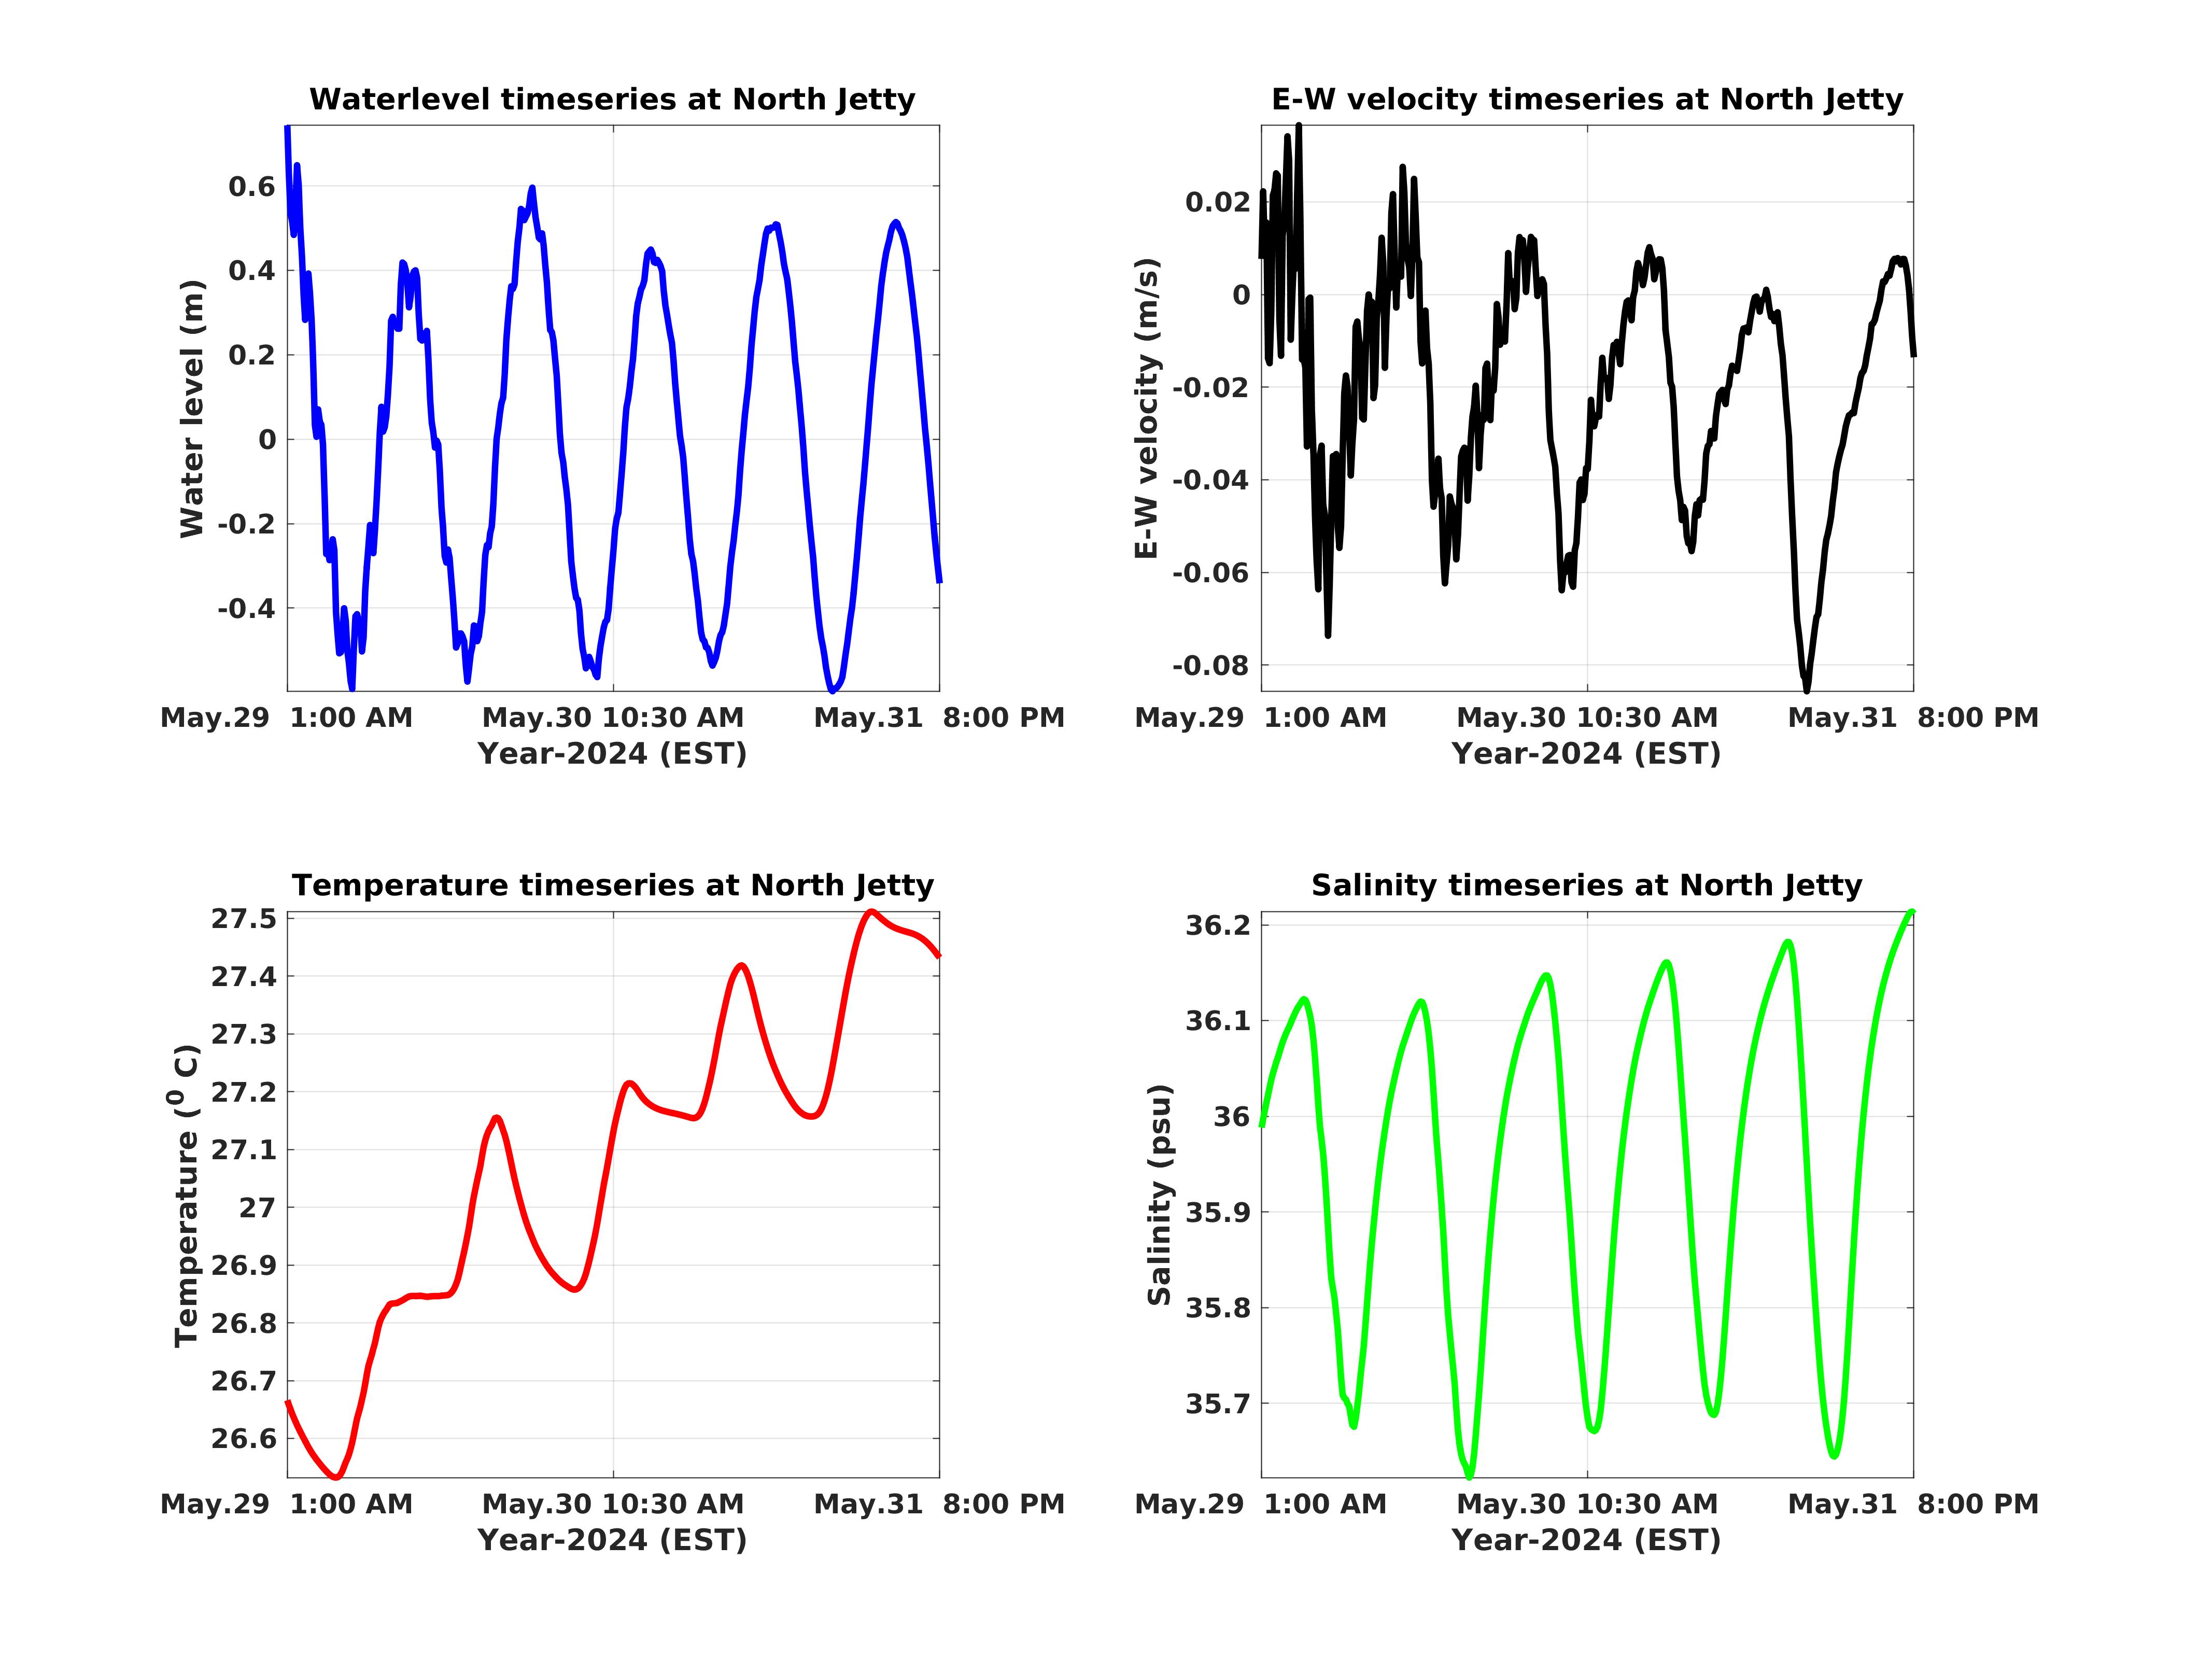 Waterlevel timeseries at North Jetty
0.6
0.4
0.2
0
-0.2
-0.4
Water level (m)
May.29 1:00 AM
May.30 10:30 AM
May.31 8:00 PM
Year-2024 (EST)
E-W velocity timeseries at North Jetty
0.02
0
-0.02
-0.04
-0.06
-0.08
E-W velocity (m/s)
May.29 1:00 AM
May.30 10:30 AM
May.31 8:00 PM
Year-2024 (EST)
Temperature timeseries at North Jetty
27.5
27.4
27.3
27.2
27.1
27
26.9
26.8
26.7
26.6
Temperature (⁰ C)
May.29 1:00 AM
May.30 10:30 AM
May.31 8:00 PM
Year-2024 (EST)
Salinity timeseries at North Jetty
36.2
36.1
36
35.9
35.8
35.7
Salinity (psu)
May.29 1:00 AM
May.30 10:30 AM
May.31 8:00 PM
Year-2024 (EST)